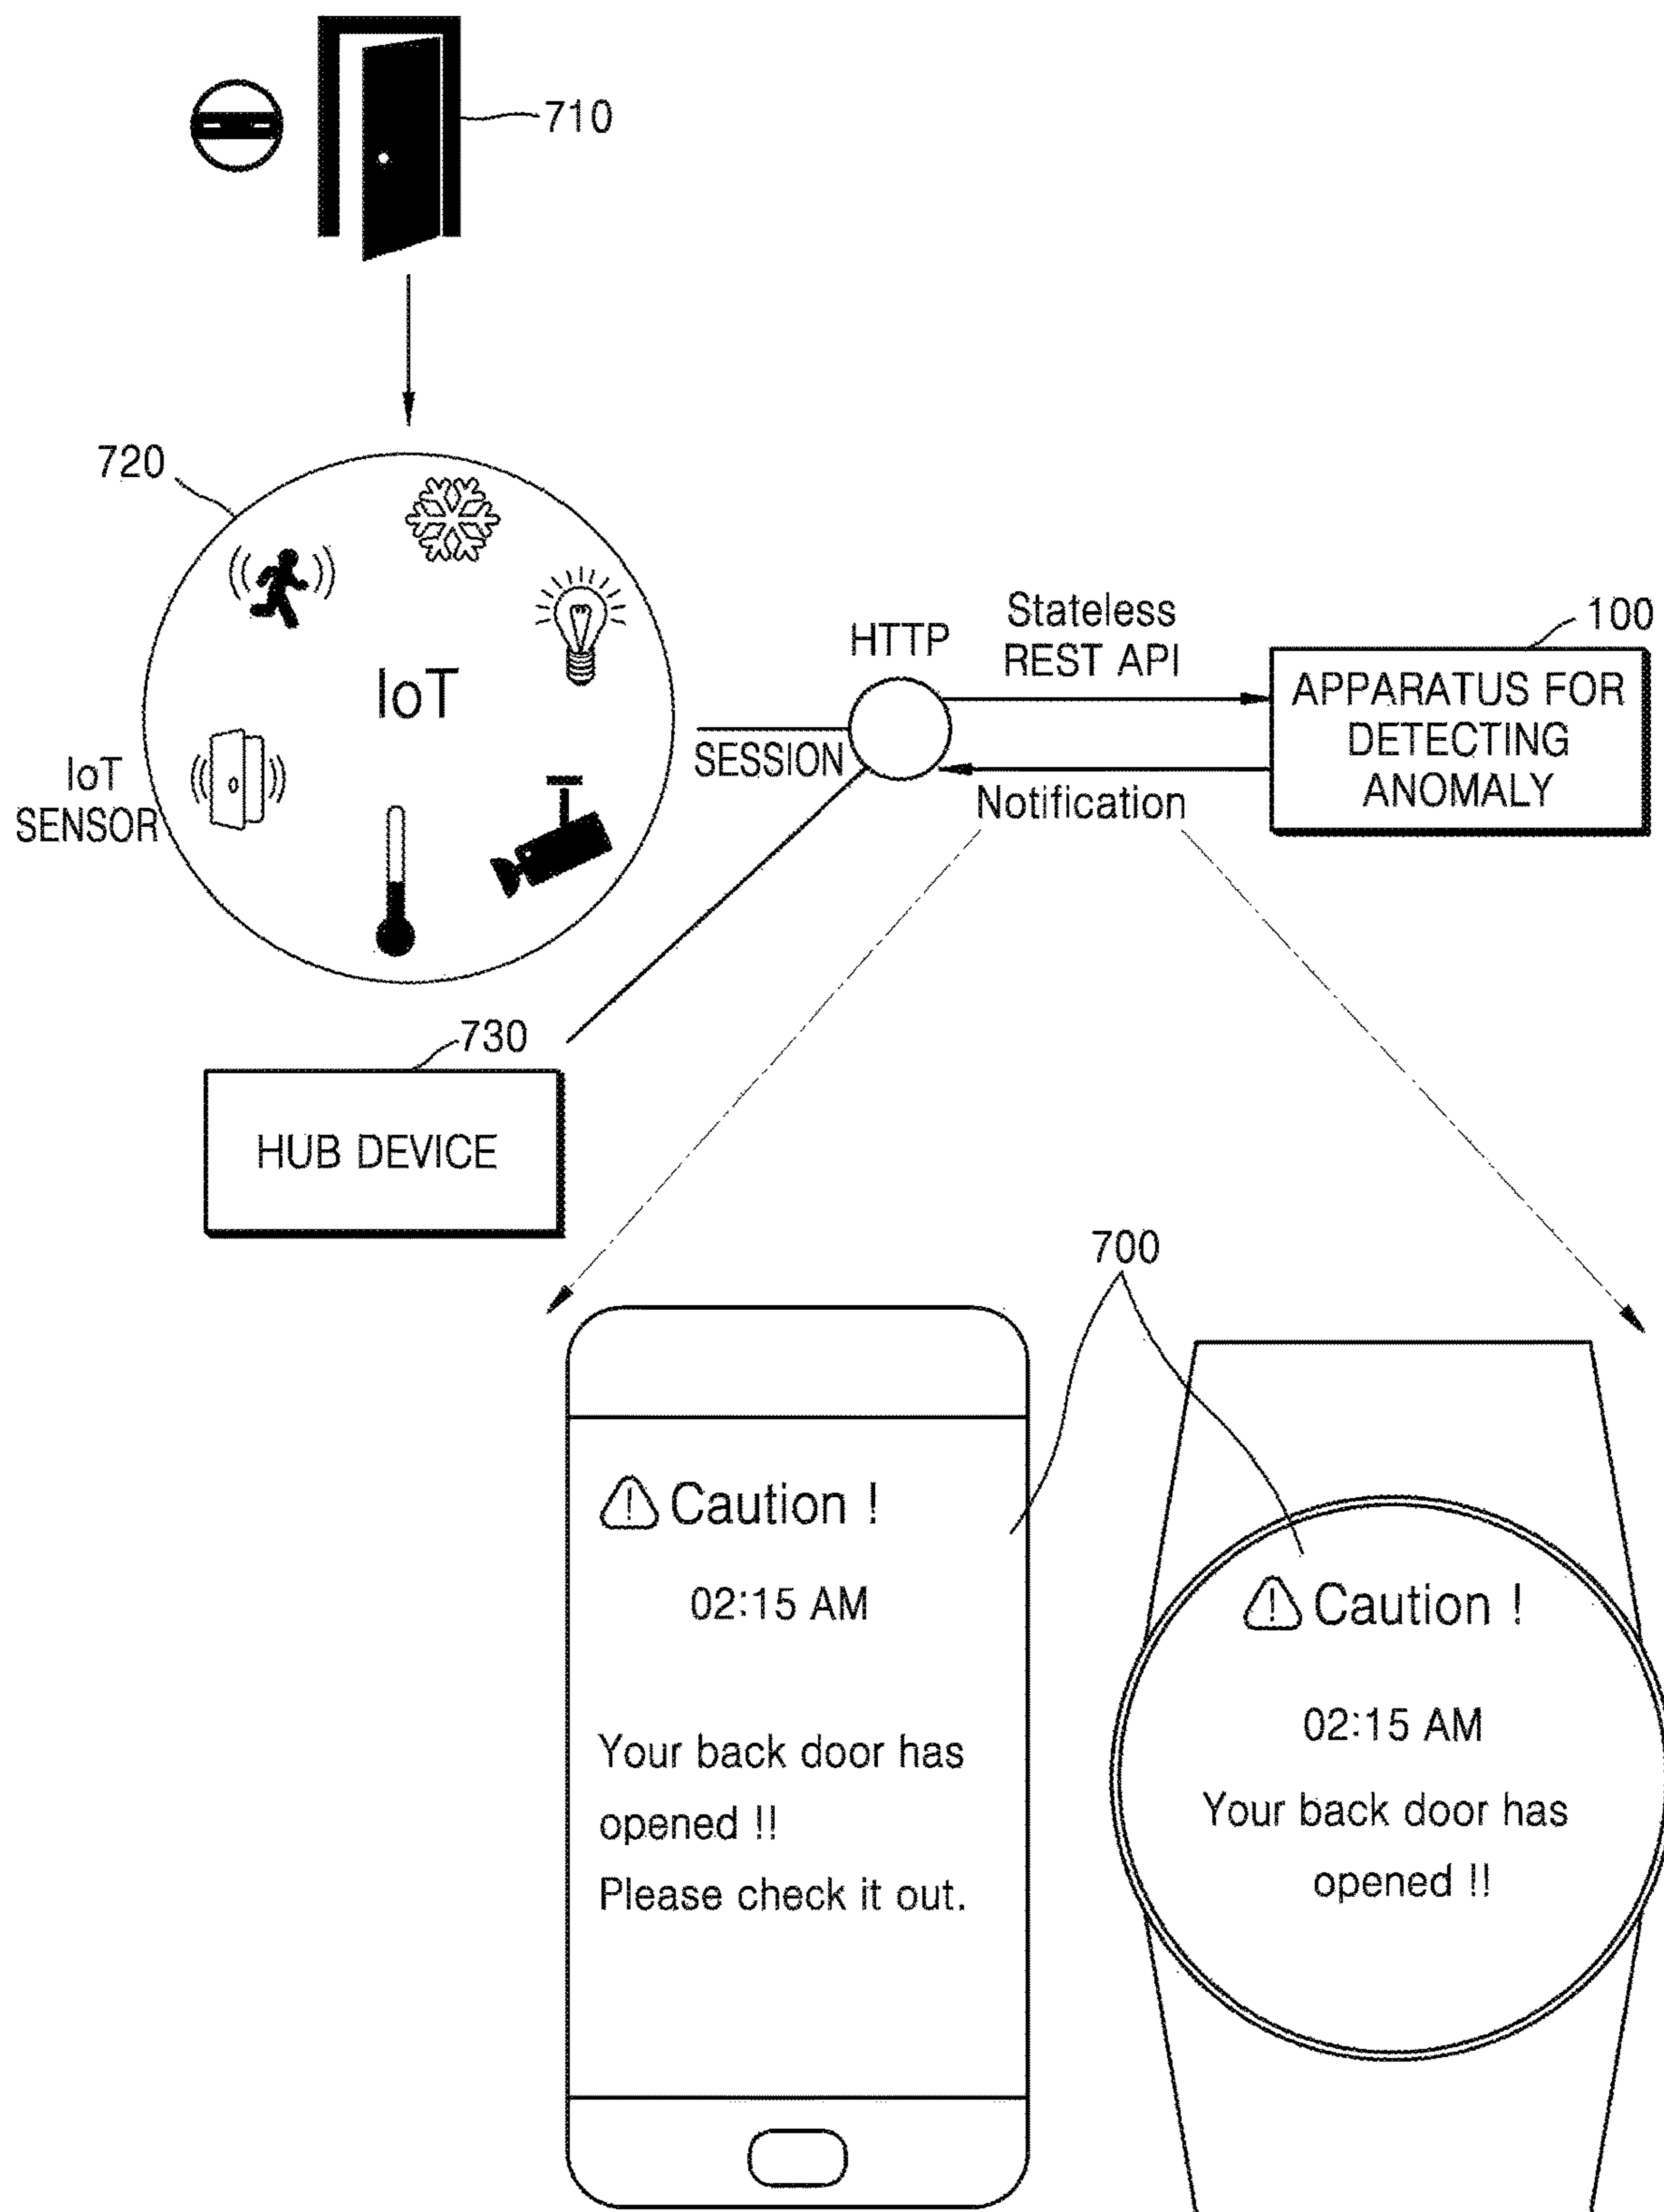 710
720
IoT
IoT
SENSOR
SESSION
HTTP
Stateless
REST API
Notification
100
APPARATUS FOR
DETECTING
ANOMALY
730
HUB DEVICE
700
Caution !
02:15 AM
Your back door has
opened !!
Please check it out.
Caution !
02:15 AM
Your back door has
opened !!